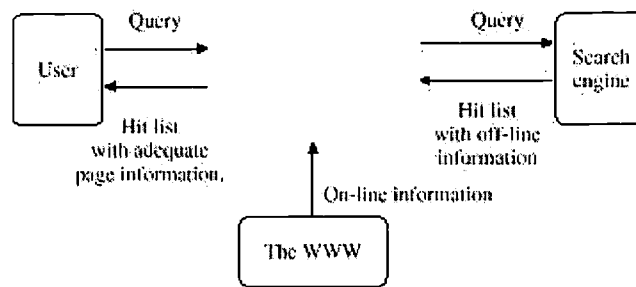 Query
User
Hit list
with adequate
page information.
Query
Search
engine
Hit list
with off-line
information
On-line information
The WWW